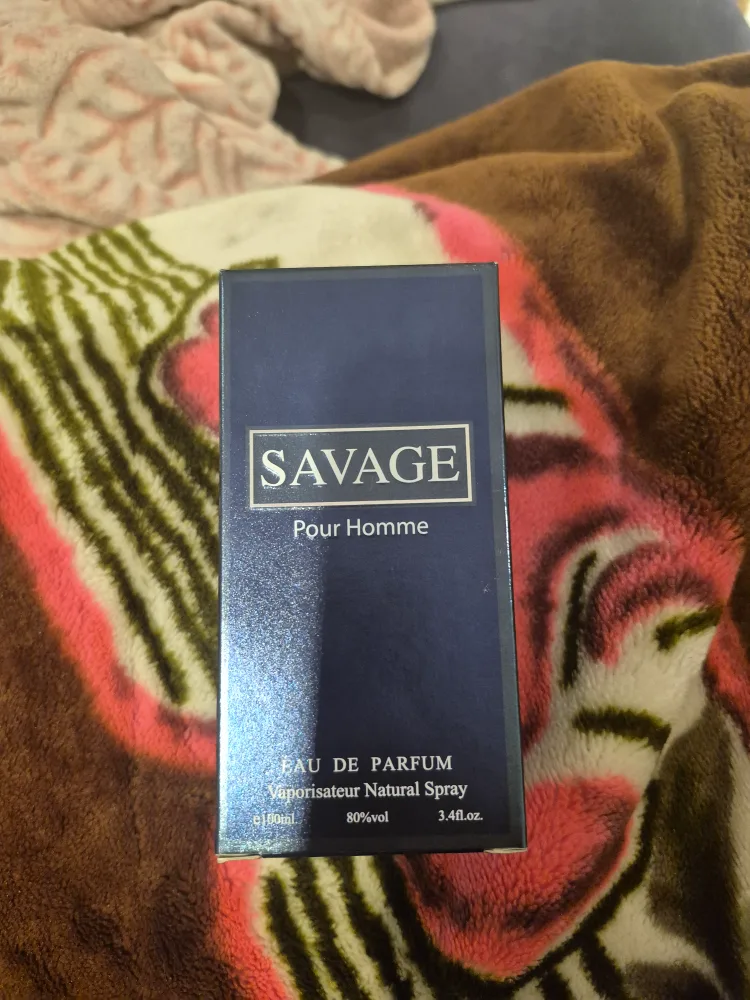 SAVAGE
Pour Homme
EAU DE PARFUM
Vaporisateur Natural Spray
e100ml 80%vol 3.4fl.oz.